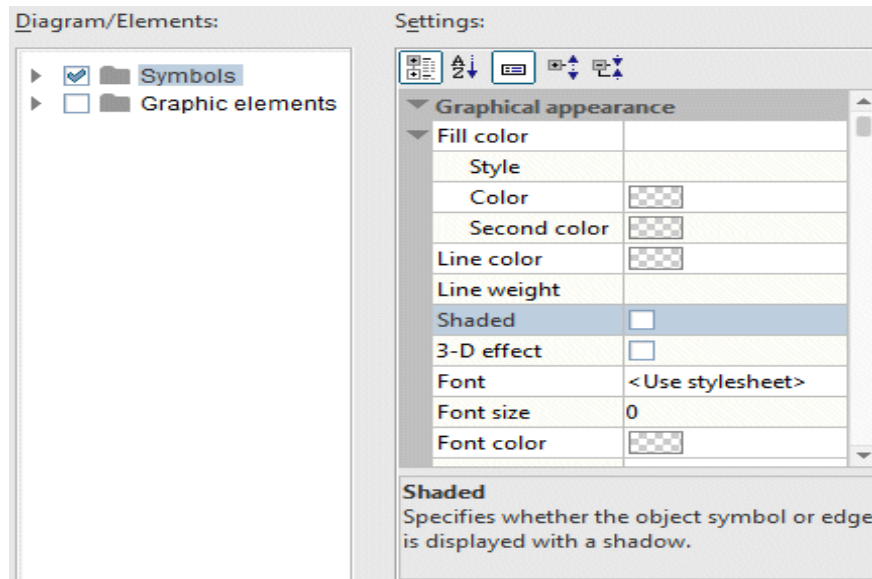 Diagram/Elements:
Settings:
Symbols
Graphic elements
Graphical appearance
Fill color
Style
Color
Second color
Line color
Line weight
Shaded
3-D effect
Font <Use stylesheet>
Font size 0
Font color
Shaded
Specifies whether the object symbol or edge
is displayed with a shadow.